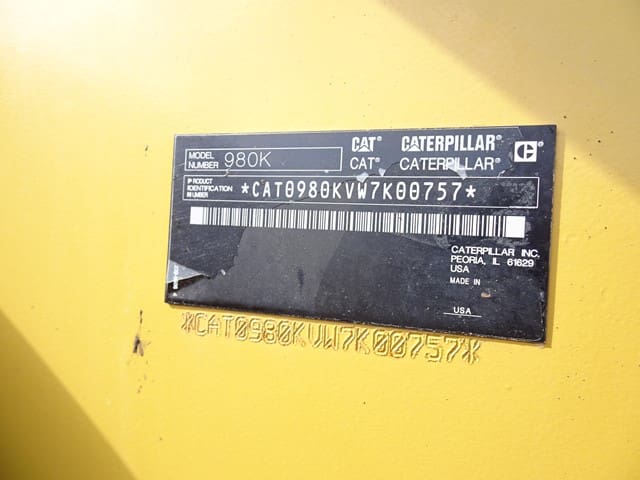 CAT® CATERPILLAR®
MODEL NUMBER 980K
CAT® CATERPILLAR®
PRODUCT IDENTIFICATION NUMBER *CAT0980KVW7K00757*
CATERPILLAR INC.
PEORIA, IL 61629
USA
MADE IN
USA
*CAT0980KVW7K00757*